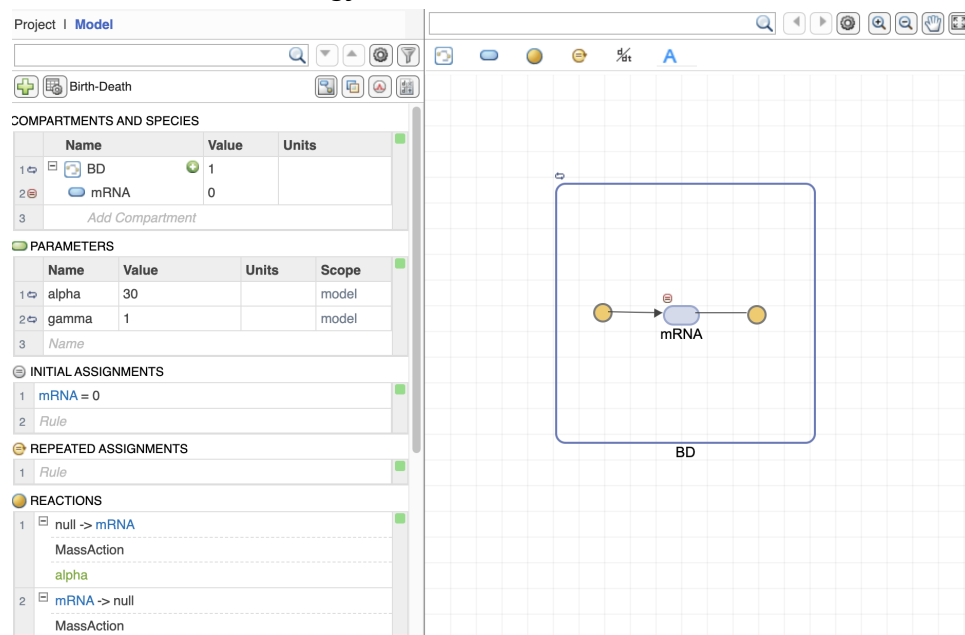 Project | Model
Birth-Death
COMPARTMENTS AND SPECIES
Name Value Units
1 BD 1
2 mRNA 0
3 Add Compartment
PARAMETERS
Name Value Units Scope
1 alpha 30 model
2 gamma 1 model
3 Name
INITIAL ASSIGNMENTS
1 mRNA = 0
2 Rule
REPEATED ASSIGNMENTS
1 Rule
REACTIONS
1 null -> mRNA
MassAction
alpha
2 mRNA -> null
MassAction
d/dt A
mRNA
BD